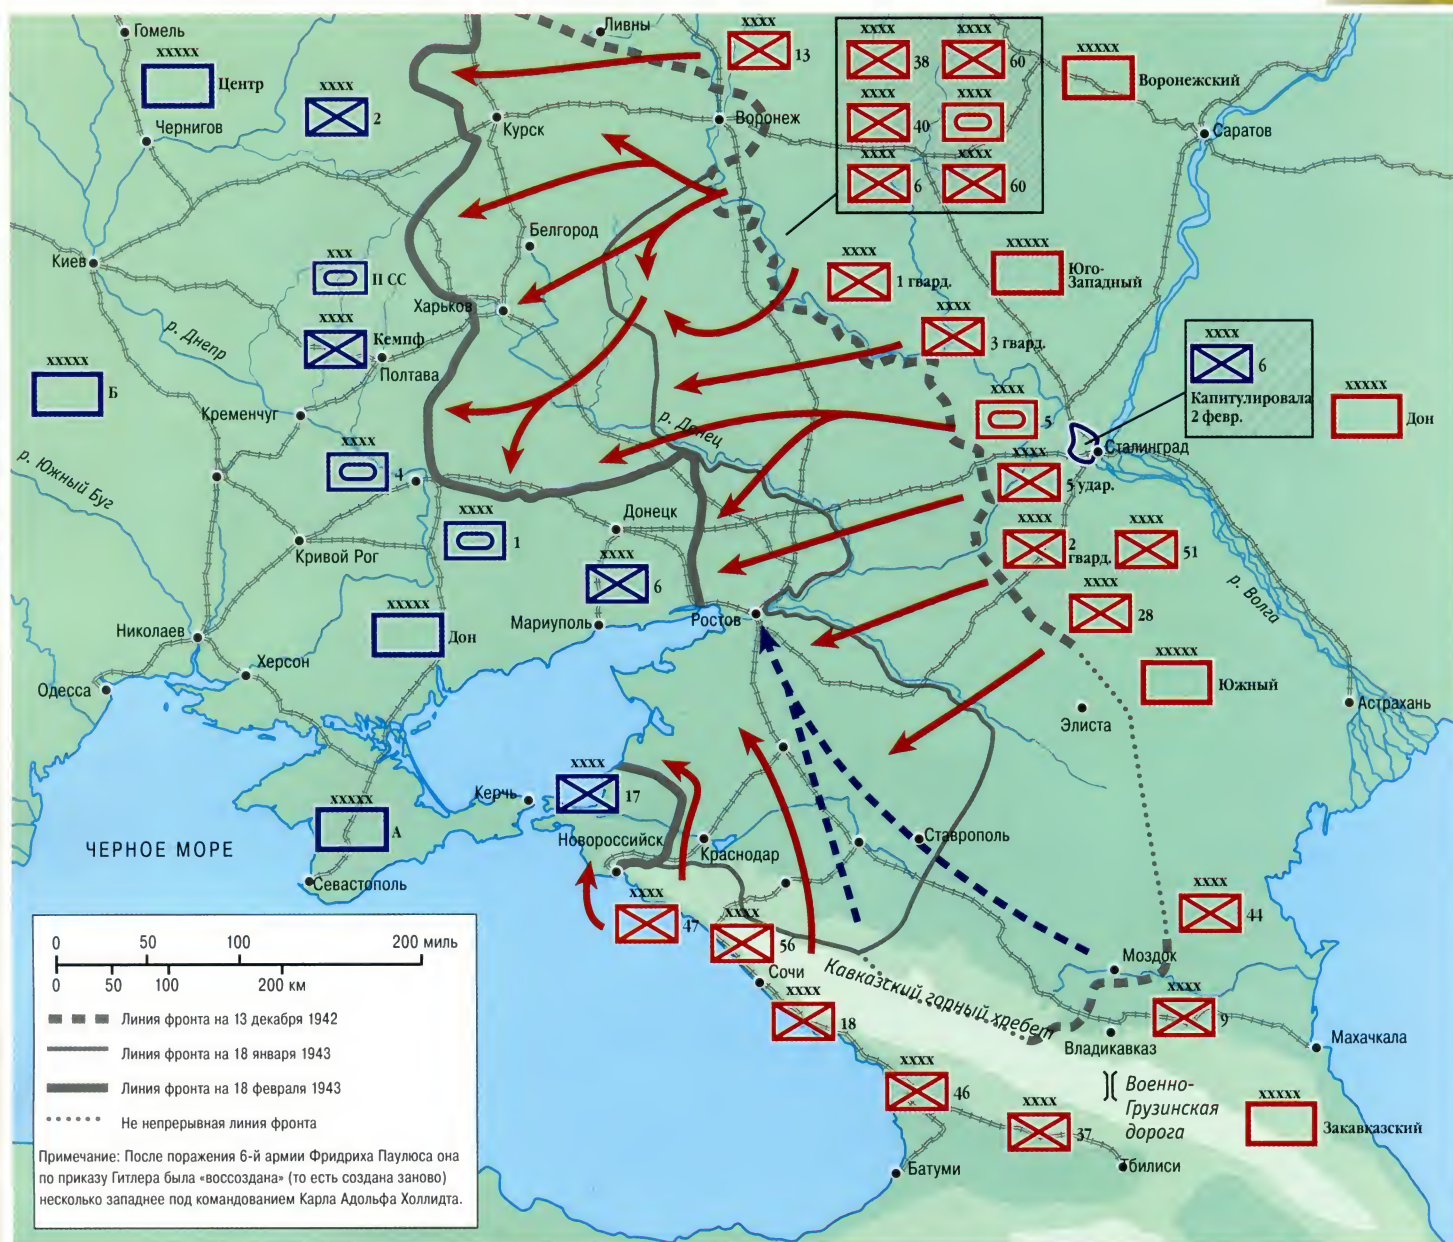 Гомель
XXXXX
Центр
XXXX
2
Чернигов
Ливны
XXXX
13
XXXX
38
XXXX
60
XXXX
40
XXXX
XXXX
6
XXXX
60
XXXXX
Воронежский
Курск
Воронеж
Саратов
Киев
Белгород
XXX
II СС
Харьков
XXXX
1 гвард.
XXXXX
Юго-
Западный
р. Днепр
XXXX
Кемпф
Полтава
XXXX
3 гвард.
XXXX
6
Капитулировала
2 февр.
XXXXX
Б
Кременчуг
XXXXX
Дон
р. Донец
XXXX
5
Сталинград
р. Южный Буг
XXXX
4
XXXX
5 удар.
XXXX
1
Донецк
Кривой Рог
XXXX
2
гвард.
XXXX
51
XXXX
6
XXXX
28
р. Волга
XXXXX
Дон
Мариуполь
Ростов
Николаев
Херсон
Одесса
XXXXX
Южный
Элиста
Астрахань
Керчь
XXXX
17
XXXXX
А
Новороссийск
Краснодар
Ставрополь
ЧЕРНОЕ МОРЕ
Севастополь
XXXX
47
XXXX
56
XXXX
44
Сочи
Моздок
Кавказский горный хребет
XXXX
18
XXXX
9
Владикавказ
Махачкала
XXXX
46
XXXX
37
Военно-
Грузинская
дорога
XXXXX
Закавказский
Батуми
Тбилиси
0 50 100 200 миль
0 50 100 200 км
Линия фронта на 13 декабря 1942
Линия фронта на 18 января 1943
Линия фронта на 18 февраля 1943
Не непрерывная линия фронта
Примечание: После поражения 6-й армии Фридриха Паулюса она
по приказу Гитлера была «воссоздана» (то есть создана заново)
несколько западнее под командованием Карла Адольфа Холлидта.